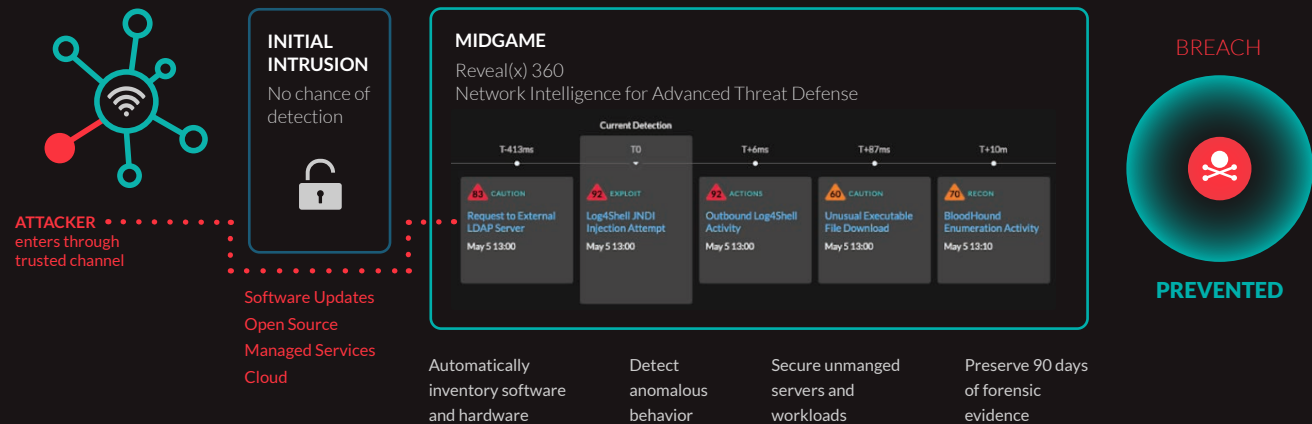 ATTACKER
enters through
trusted channel
INITIAL
INTRUSION
No chance of
detection
Software Updates
Open Source
Managed Services
Cloud
MIDGAME
Reveal(x) 360
Network Intelligence for Advanced Threat Defense
Current Detection
T-413ms
T0
T+6ms
T+87ms
T+10m
83 CAUTION
Request to External
LDAP Server
May 5 13:00
92 EXPLOIT
Log4Shell JNDI
Injection Attempt
May 5 13:00
92 ACTIONS
Outbound Log4Shell
Activity
May 5 13:00
60 CAUTION
Unusual Executable
File Download
May 5 13:00
70 RECON
BloodHound
Enumeration Activity
May 5 13:10
Automatically
inventory software
and hardware
Detect
anomalous
behavior
Secure unmanged
servers and
workloads
Preserve 90 days
of forensic
evidence
BREACH
PREVENTED